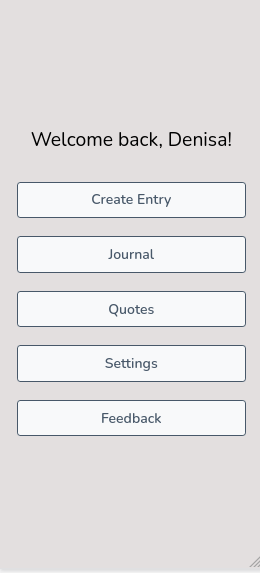 Welcome back, Denisa!
Create Entry
Journal
Quotes
Settings
Feedback